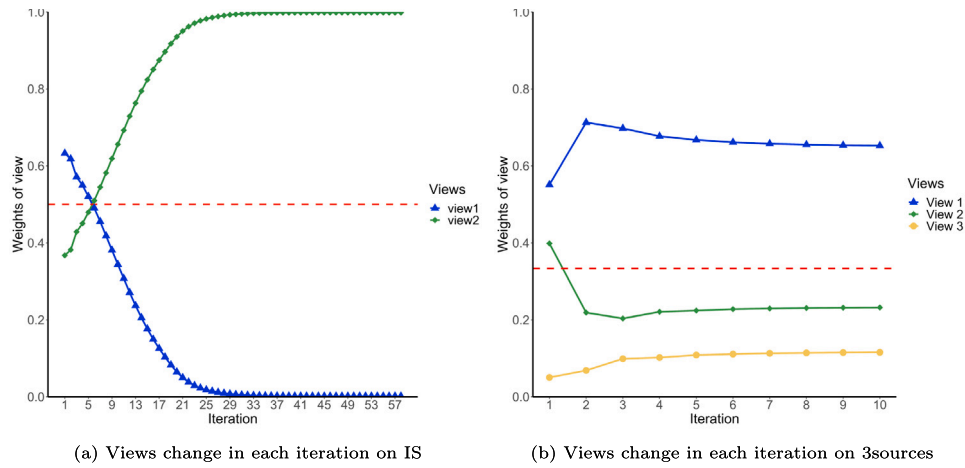 Weights of view
1.0
0.8
0.6
0.4
0.2
0.0
1 5 9 13 17 21 25 29 33 37 41 45 49 53 57
Iteration
Views
view1
view2
(a) Views change in each iteration on IS
Weights of view
1.0
0.8
0.6
0.4
0.2
0.0
1 2 3 4 5 6 7 8 9 10
Iteration
Views
View 1
View 2
View 3
(b) Views change in each iteration on 3sources